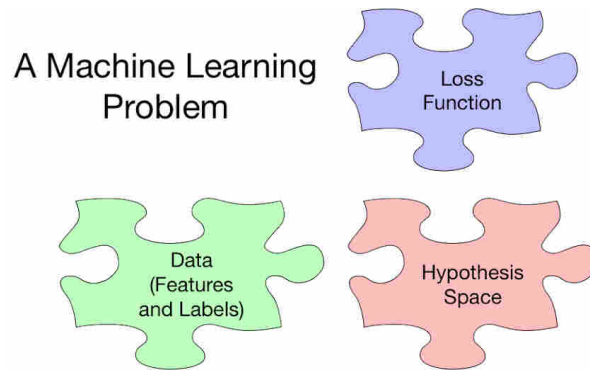 A Machine Learning
Problem
Loss
Function
Data
(Features
and Labels)
Hypothesis
Space